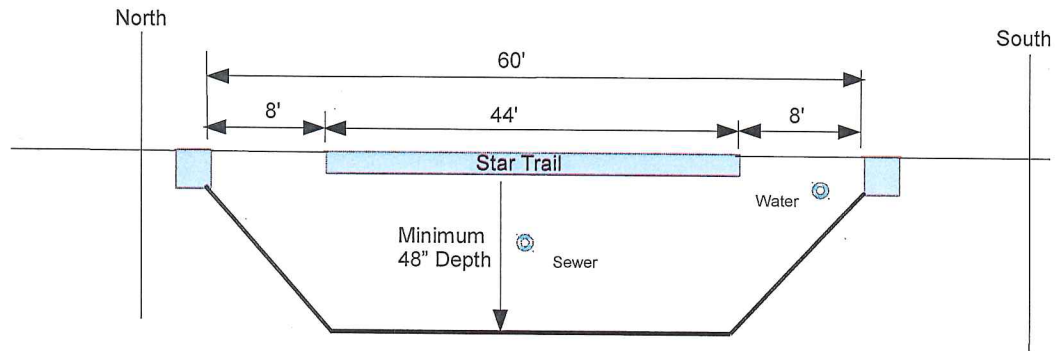 North
South
60'
8'
44'
8'
Star Trail
Water
Minimum
48" Depth
Sewer